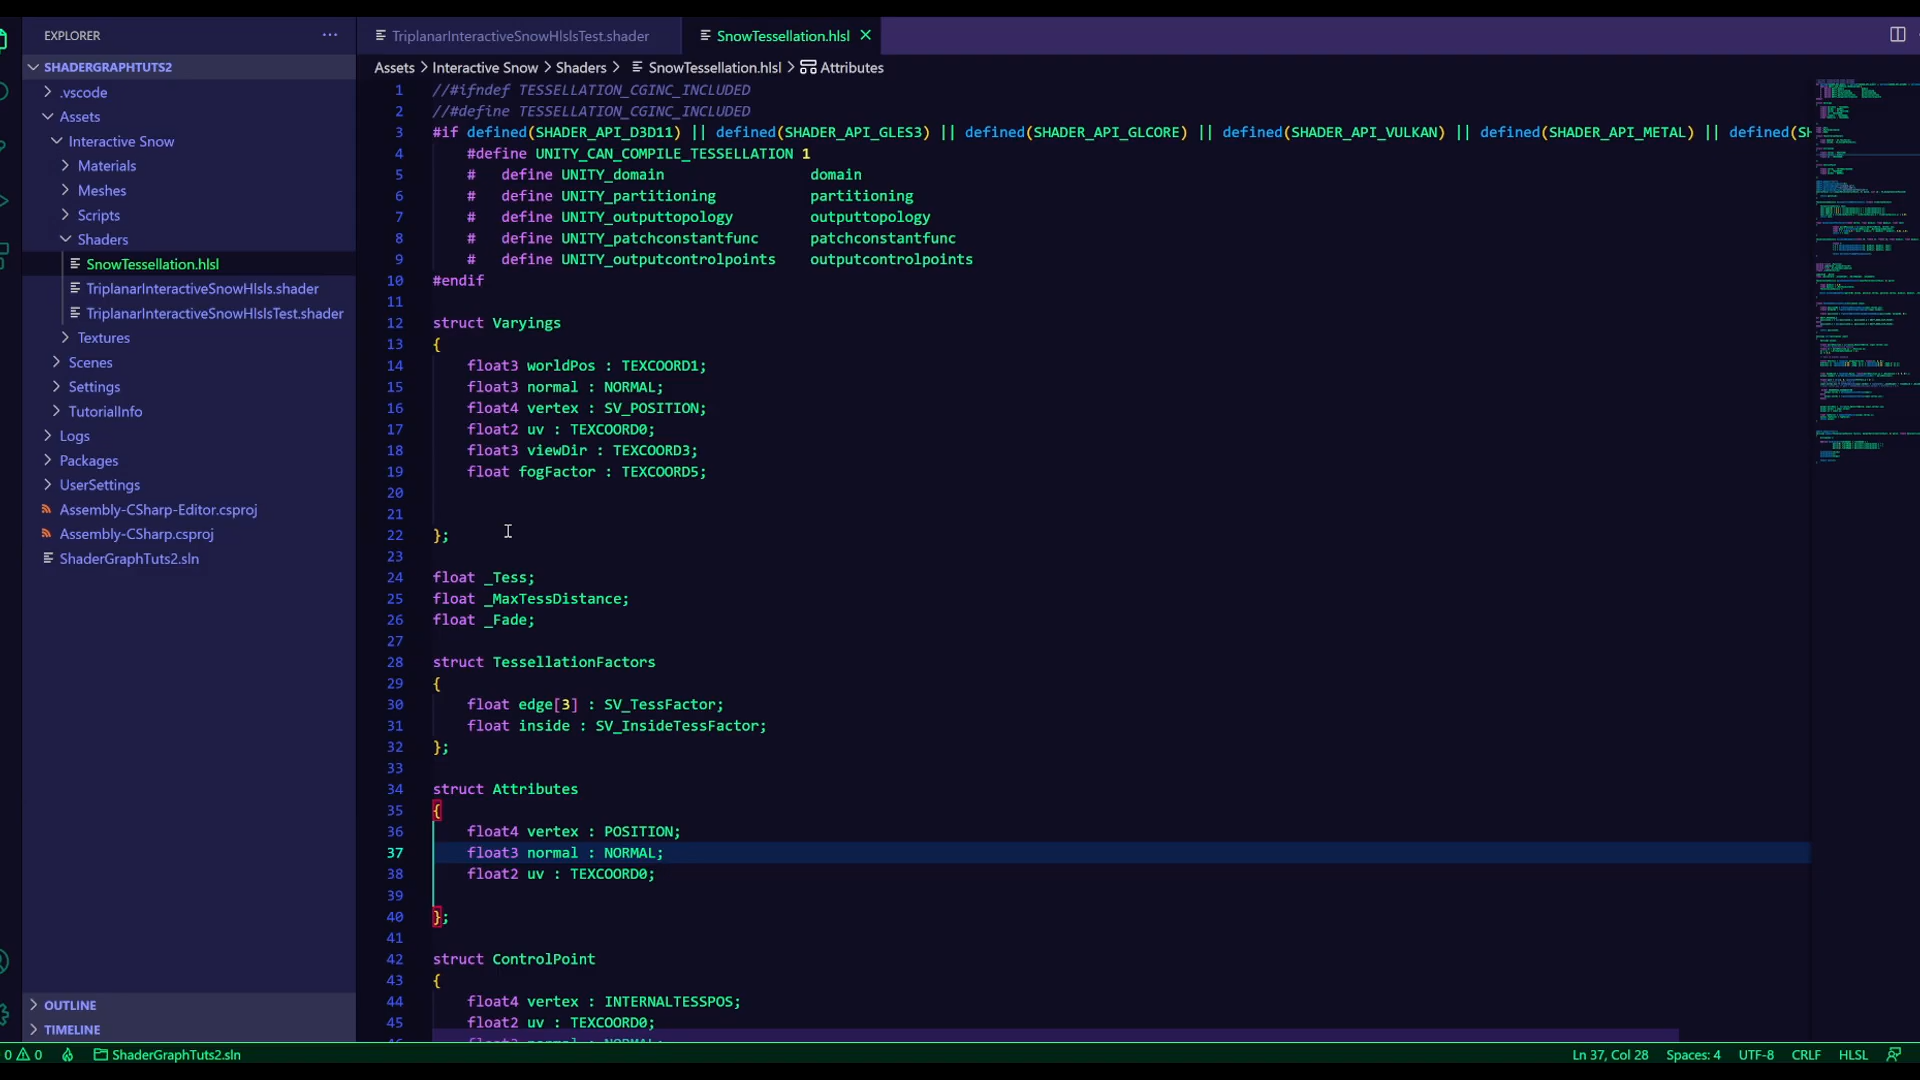 EXPLORER
SHADERGRAPHTUTS2
.vscode
Assets
Interactive Snow
Materials
Meshes
Scripts
Shaders
SnowTessellation.hlsl
TriplanarInteractiveSnowHlsls.shader
TriplanarInteractiveSnowHlslsTest.shader
Textures
Scenes
Settings
TutorialInfo
Logs
Packages
UserSettings
Assembly-CSharp-Editor.csproj
Assembly-CSharp.csproj
ShaderGraphTuts2.sln
OUTLINE
TIMELINE
TriplanarInteractiveSnowHlslsTest.shader
SnowTessellation.hlsl
Assets > Interactive Snow > Shaders > SnowTessellation.hlsl > Attributes
1 //#ifndef TESSELLATION_CGINC_INCLUDED
2 //#define TESSELLATION_CGINC_INCLUDED
3 #if defined(SHADER_API_D3D11) || defined(SHADER_API_GLES3) || defined(SHADER_API_GLCORE) || defined(SHADER_API_VULKAN) || defined(SHADER_API_METAL) || defined(SH
4 #define UNITY_CAN_COMPILE_TESSELLATION 1
5 # define UNITY_domain domain
6 # define UNITY_partitioning partitioning
7 # define UNITY_outputtopology outputtopology
8 # define UNITY_patchconstantfunc patchconstantfunc
9 # define UNITY_outputcontrolpoints outputcontrolpoints
10 #endif
11
12 struct Varyings
13 {
14 float3 worldPos : TEXCOORD1;
15 float3 normal : NORMAL;
16 float4 vertex : SV_POSITION;
17 float2 uv : TEXCOORD0;
18 float3 viewDir : TEXCOORD3;
19 float fogFactor : TEXCOORD5;
20
21
22 };
23
24 float _Tess;
25 float _MaxTessDistance;
26 float _Fade;
27
28 struct TessellationFactors
29 {
30 float edge[3] : SV_TessFactor;
31 float inside : SV_InsideTessFactor;
32 };
33
34 struct Attributes
35 {
36 float4 vertex : POSITION;
37 float3 normal : NORMAL;
38 float2 uv : TEXCOORD0;
39
40 };
41
42 struct ControlPoint
43 {
44 float4 vertex : INTERNALTESSPOS;
45 float2 uv : TEXCOORD0;
0 0 ShaderGraphTuts2.sln Ln 37, Col 28 Spaces: 4 UTF-8 CRLF HLSL